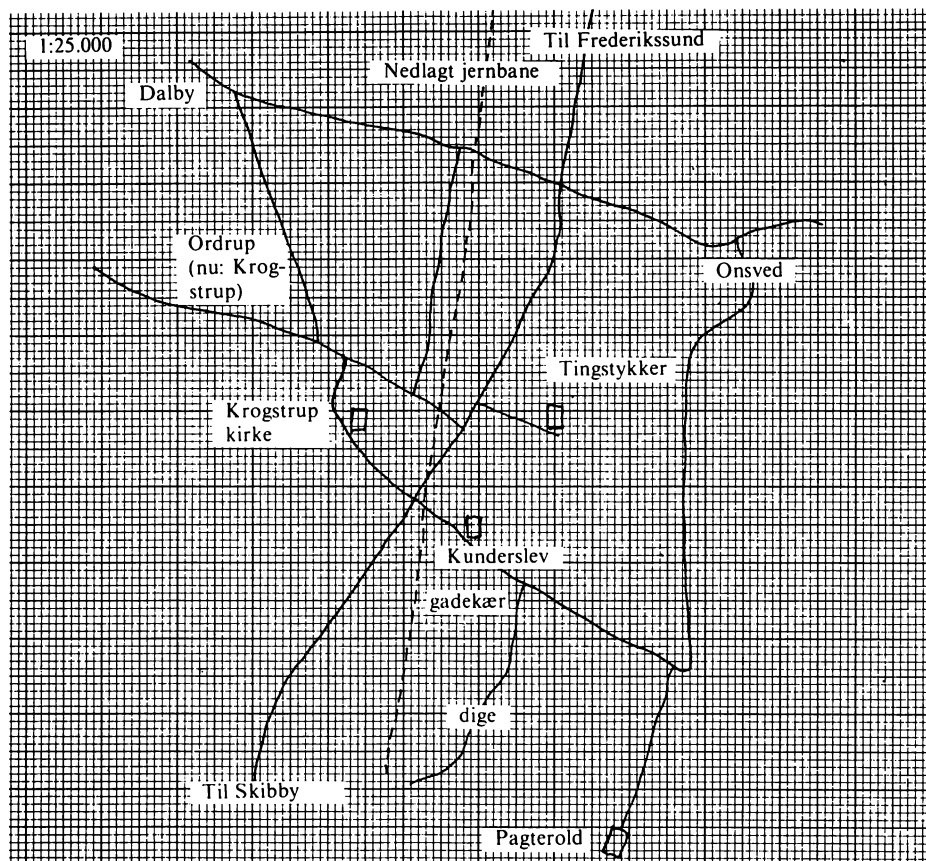 1:25.000
Til Frederikssund
Nedlagt jernbane
Dalby
Ordrup
(nu: Krog-
strup)
Onsved
Tingstykker
Krogstrup
kirke
Kunderslev
gadekær
dige
Til Skibby
Pagterold